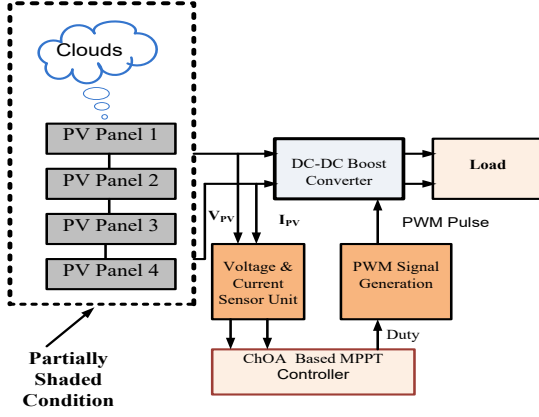 Clouds
PV Panel 1
PV Panel 2
PV Panel 3
PV Panel 4
DC-DC Boost
Converter
Load
VPV
IPV
PWM Pulse
Voltage &
Current
Sensor Unit
PWM Signal
Generation
Duty
ChOA Based MPPT
Controller
Partially
Shaded
Condition